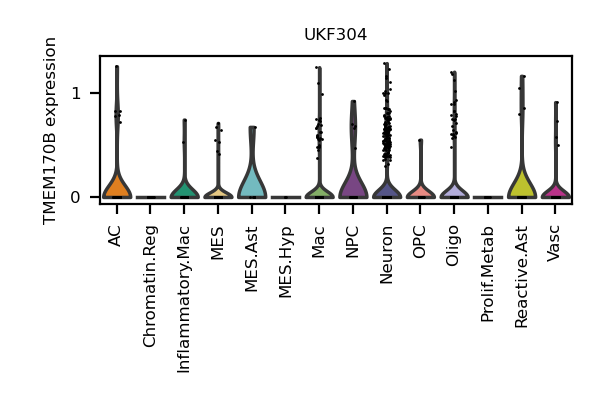 UKF304
TMEM170B expression
1
0
AC
Chromatin.Reg
Inflammatory.Mac
MES
MES.Ast
MES.Hyp
Mac
NPC
Neuron
OPC
Oligo
Prolif.Metab
Reactive.Ast
Vasc